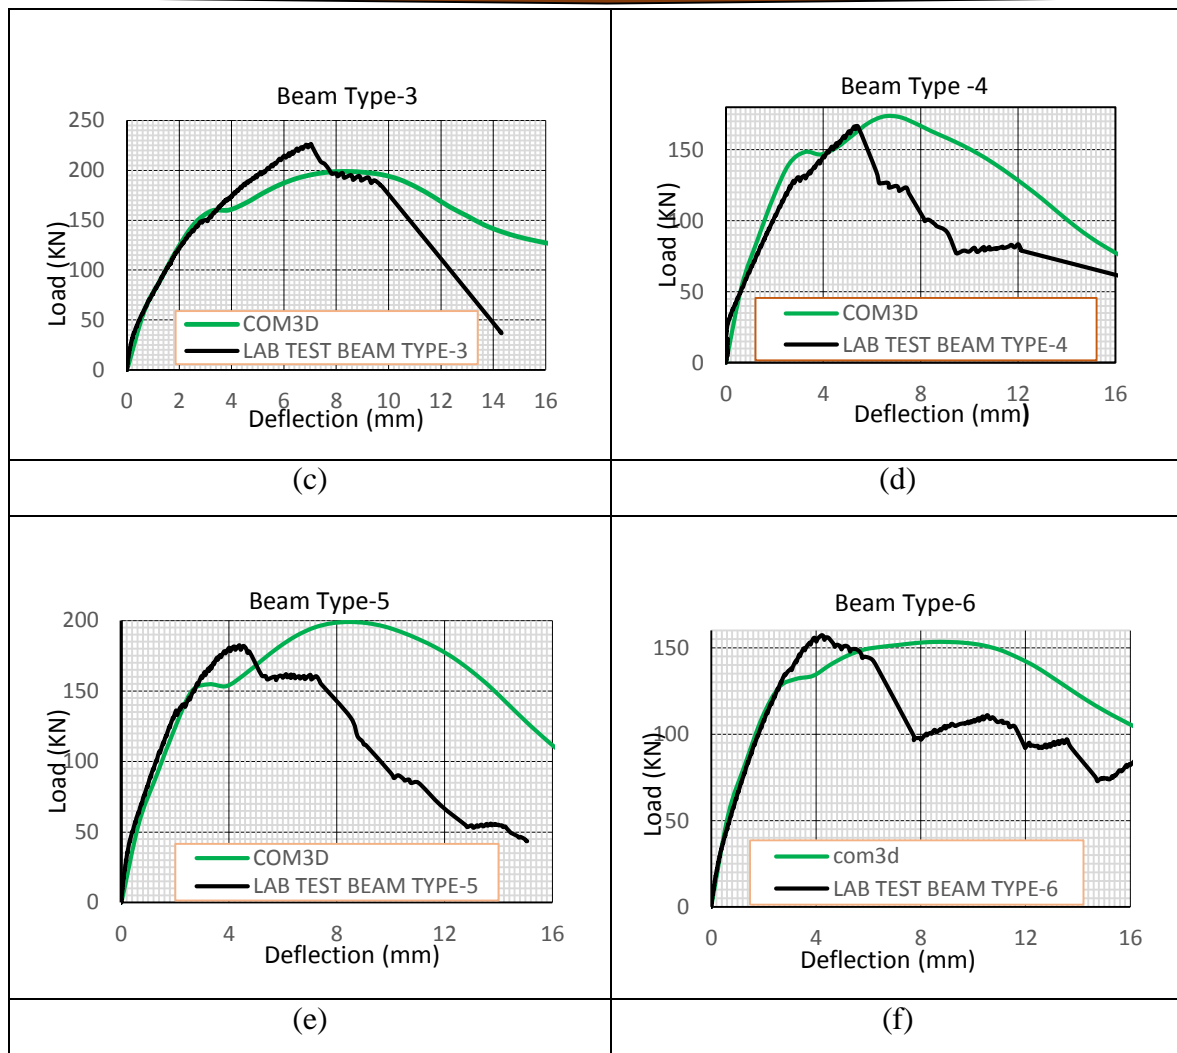 Beam Type-3
250
200
150
100
50
0
Load (KN)
COM3D
LAB TEST BEAM TYPE-3
0 2 4 6 8 10 12 14 16
Deflection (mm)
(c)
Beam Type -4
150
100
50
0
Load (KN)
COM3D
LAB TEST BEAM TYPE-4
0 4 8 12 16
Deflection (mm)
(d)
Beam Type-5
200
150
100
50
0
Load (KN)
COM3D
LAB TEST BEAM TYPE-5
0 4 8 12 16
Deflection (mm)
(e)
Beam Type-6
150
100
50
0
Load (KN)
com3d
LAB TEST BEAM TYPE-6
0 4 8 12 16
Deflection (mm)
(f)